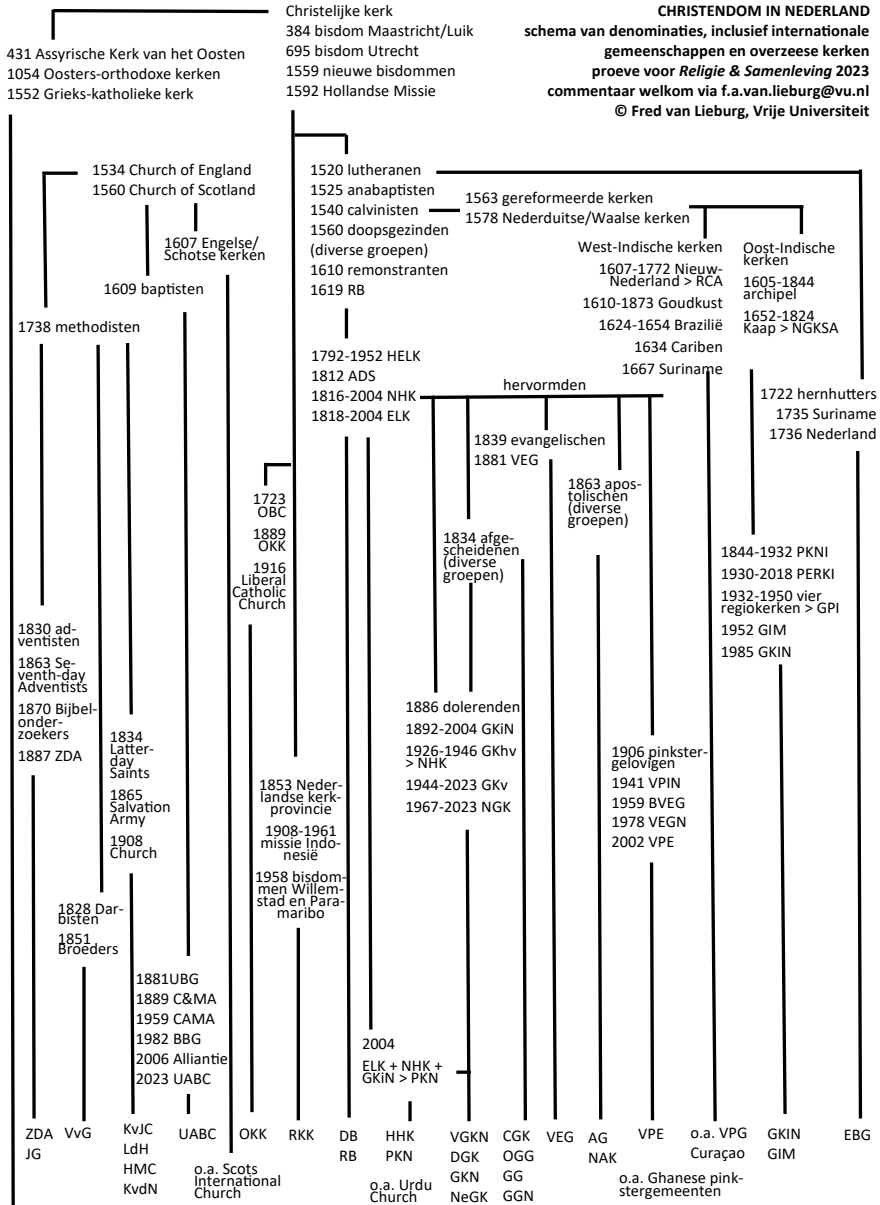 Christelijke kerk
384 bisdom Maastricht/Luik
695 bisdom Utrecht
1559 nieuwe bisdommen
1592 Hollandse Missie
CHRISTENDOM IN NEDERLAND
schema van denominaties, inclusief internationale
gemeenschappen en overzeese kerken
proeve voor Religie & Samenleving 2023
commentaar welkom via f.a.van.lieburg@vu.nl
© Fred van Lieburg, Vrije Universiteit
431 Assyrische Kerk van het Oosten
1054 Oosters-orthodoxe kerken
1552 Grieks-katholieke kerk
1534 Church of England
1560 Church of Scotland
1607 Engelse/
Schotse kerken
1609 baptisten
1738 methodisten
1520 lutheranen
1525 anabaptisten
1540 calvinisten
1560 doopsgezinden
(diverse groepen)
1610 remonstranten
1619 RB
1563 gereformeerde kerken
1578 Nederduitse/Waalse kerken
West-Indische kerken
1607-1772 Nieuw-
Nederland > RCA
1610-1873 Goudkust
1624-1654 Brazilië
1634 Cariben
1667 Suriname
Oost-Indische
kerken
1605-1844
archipel
1652-1824
Kaap > NGKSA
1792-1952 HELK
1812 ADS
1816-2004 NHK
1818-2004 ELK
hervormden
1722 hernhutters
1735 Suriname
1736 Nederland
1839 evangelischen
1881 VEG
1863 apos-
tolischen
(diverse
groepen)
1723
OBC
1889
OKK
1916
Liberal
Catholic
Church
1834 afge-
scheidenen
(diverse
groepen)
1844-1932 PKNI
1930-2018 PERKI
1932-1950 vier
regiokerken > GPI
1952 GIM
1985 GKIN
1830 ad-
ventisten
1863 Se-
venth-day
Adventists
1870 Bijbel-
onder-
zoekers
1887 ZDA
1834
Latter-
day
Saints
1865
Salvation
Army
1908
Church
1828 Dar-
bisten
1851
Broeders
1853 Neder-
landse kerk-
provincie
1908-1961
missie Indo-
nesië
1958 bisdom-
men Willem-
stad en Para-
maribo
1886 dolerenden
1892-2004 GKiN
1926-1946 GKhv
> NHK
1944-2023 GKv
1967-2023 NGK
1906 pinkster-
gelovigen
1941 VPIN
1959 BVEG
1978 VEGN
2002 VPE
1881UBG
1889 C&MA
1959 CAMA
1982 BBG
2006 Alliantie
2023 UABC
2004
ELK + NHK +
GKiN > PKN
ZDA
JG
VvG
KvJC
LdH
HMC
KvdN
UABC
o.a. Scots
International
Church
OKK
RKK
DB
RB
HHK
PKN
o.a. Urdu
Church
VGKN
DGK
GKN
NeGK
CGK
OGG
GG
GGN
VEG
AG
NAK
VPE
o.a. Ghanese pink-
stergemeenten
o.a. VPG
Curaçao
GKIN
GIM
EBG